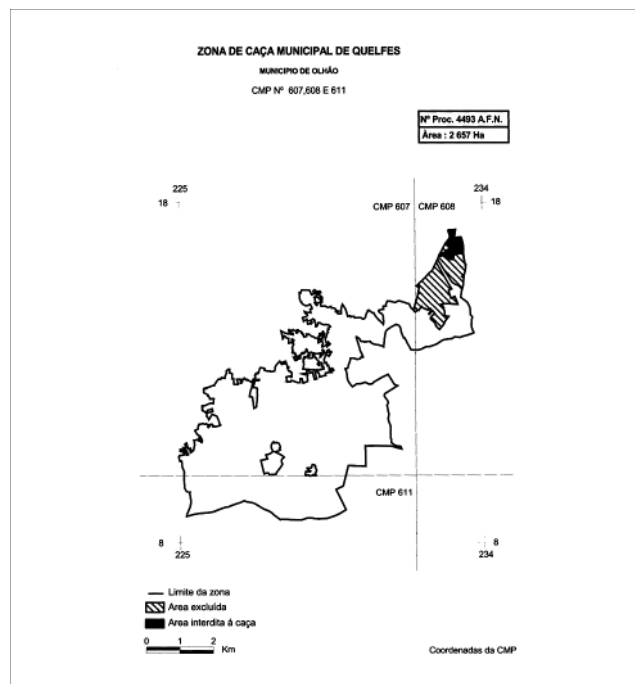 ZONA DE CAÇA MUNICIPAL DE QUELFES
MUNICIPIO DE OLHÃO
CMP Nº 607,608 E 611
Nº Proc. 4493 A.F.N.
Àrea : 2 657 Ha
225
234
18
CMP 607
CMP 608
18
CMP 611
8
8
225
234
Limite da zona
Area excluída
Area interdita á caça
0 1 2
Km
Coordenadas da CMP